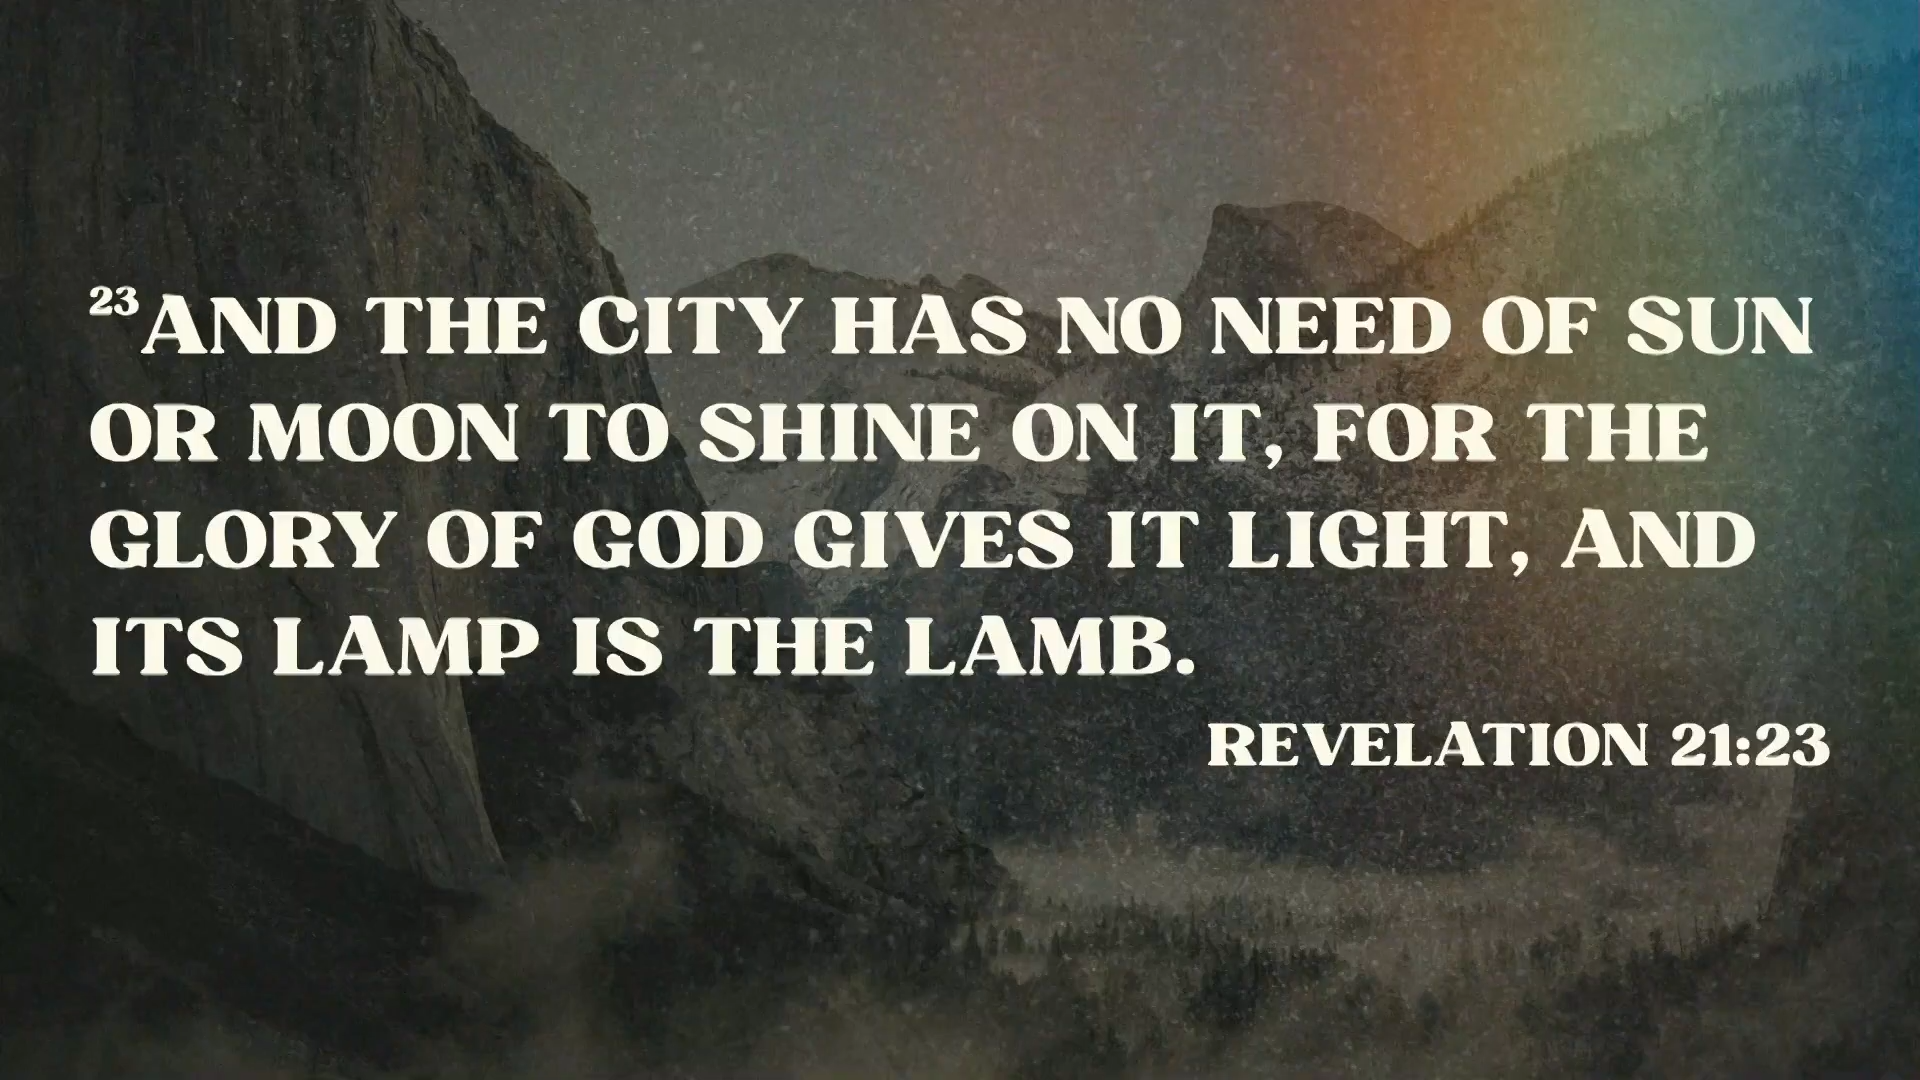 23AND THE CITY HAS NO NEED OF SUN
OR MOON TO SHINE ON IT, FOR THE
GLORY OF GOD GIVES IT LIGHT, AND
ITS LAMP IS THE LAMB.
REVELATION 21:23